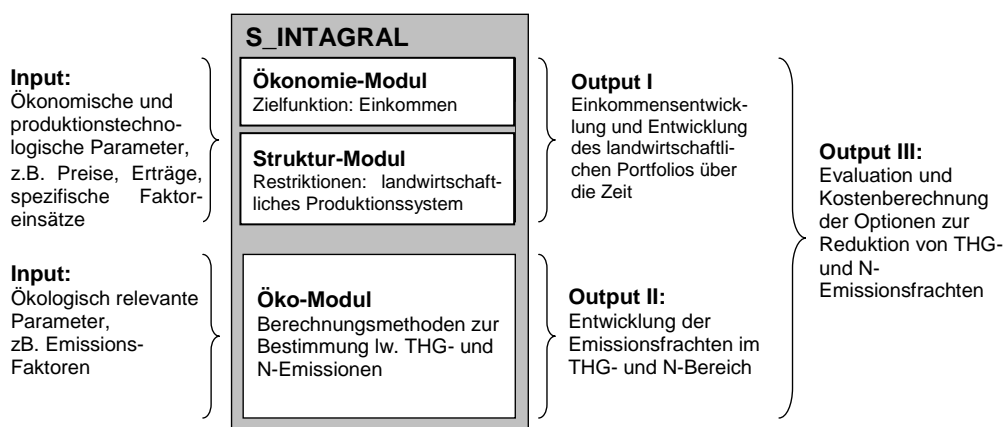 S_INTAGRAL
Input:
Ökonomische und
produktionstechno-
logische Parameter,
z.B. Preise, Erträge,
spezifische Faktor-
einsätze
Ökonomie-Modul
Zielfunktion: Einkommen
Struktur-Modul
Restriktionen: landwirtschaft-
liches Produktionssystem
Output I
Einkommensentwick-
lung und Entwicklung
des landwirtschaftli-
chen Portfolios über
die Zeit
Input:
Ökologisch relevante
Parameter,
zB. Emissions-
Faktoren
Öko-Modul
Berechnungsmethoden zur
Bestimmung lw. THG- und
N-Emissionen
Output II:
Entwicklung der
Emissionsfrachten im
THG- und N-Bereich
Output III:
Evaluation und
Kostenberechnung
der Optionen zur
Reduktion von THG-
und N-
Emissionsfrachten